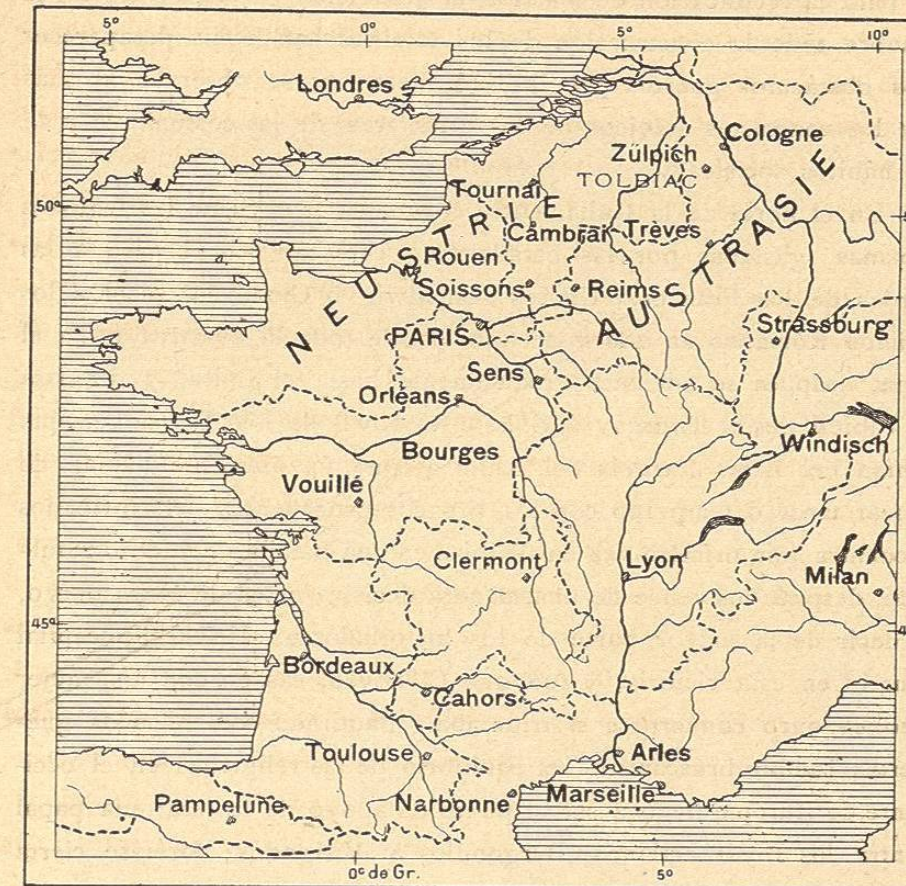 5° 0° 5° 10°
Londres
Cologne
Zülpich
TOLBIAC
50°
Tournai
NEUSTRIE
Cambrai
Trèves
AUSTRASIE
Rouen
Soissons
Reims
PARIS
Strassburg
Sens
Orléans
Bourges
Windisch
Vouillé
Clermont
Lyon
Milan
45°
4
Bordeaux
Cahors
Toulouse
Arles
Pampelune
Narbonne
Marseille
0° de Gr. 5°